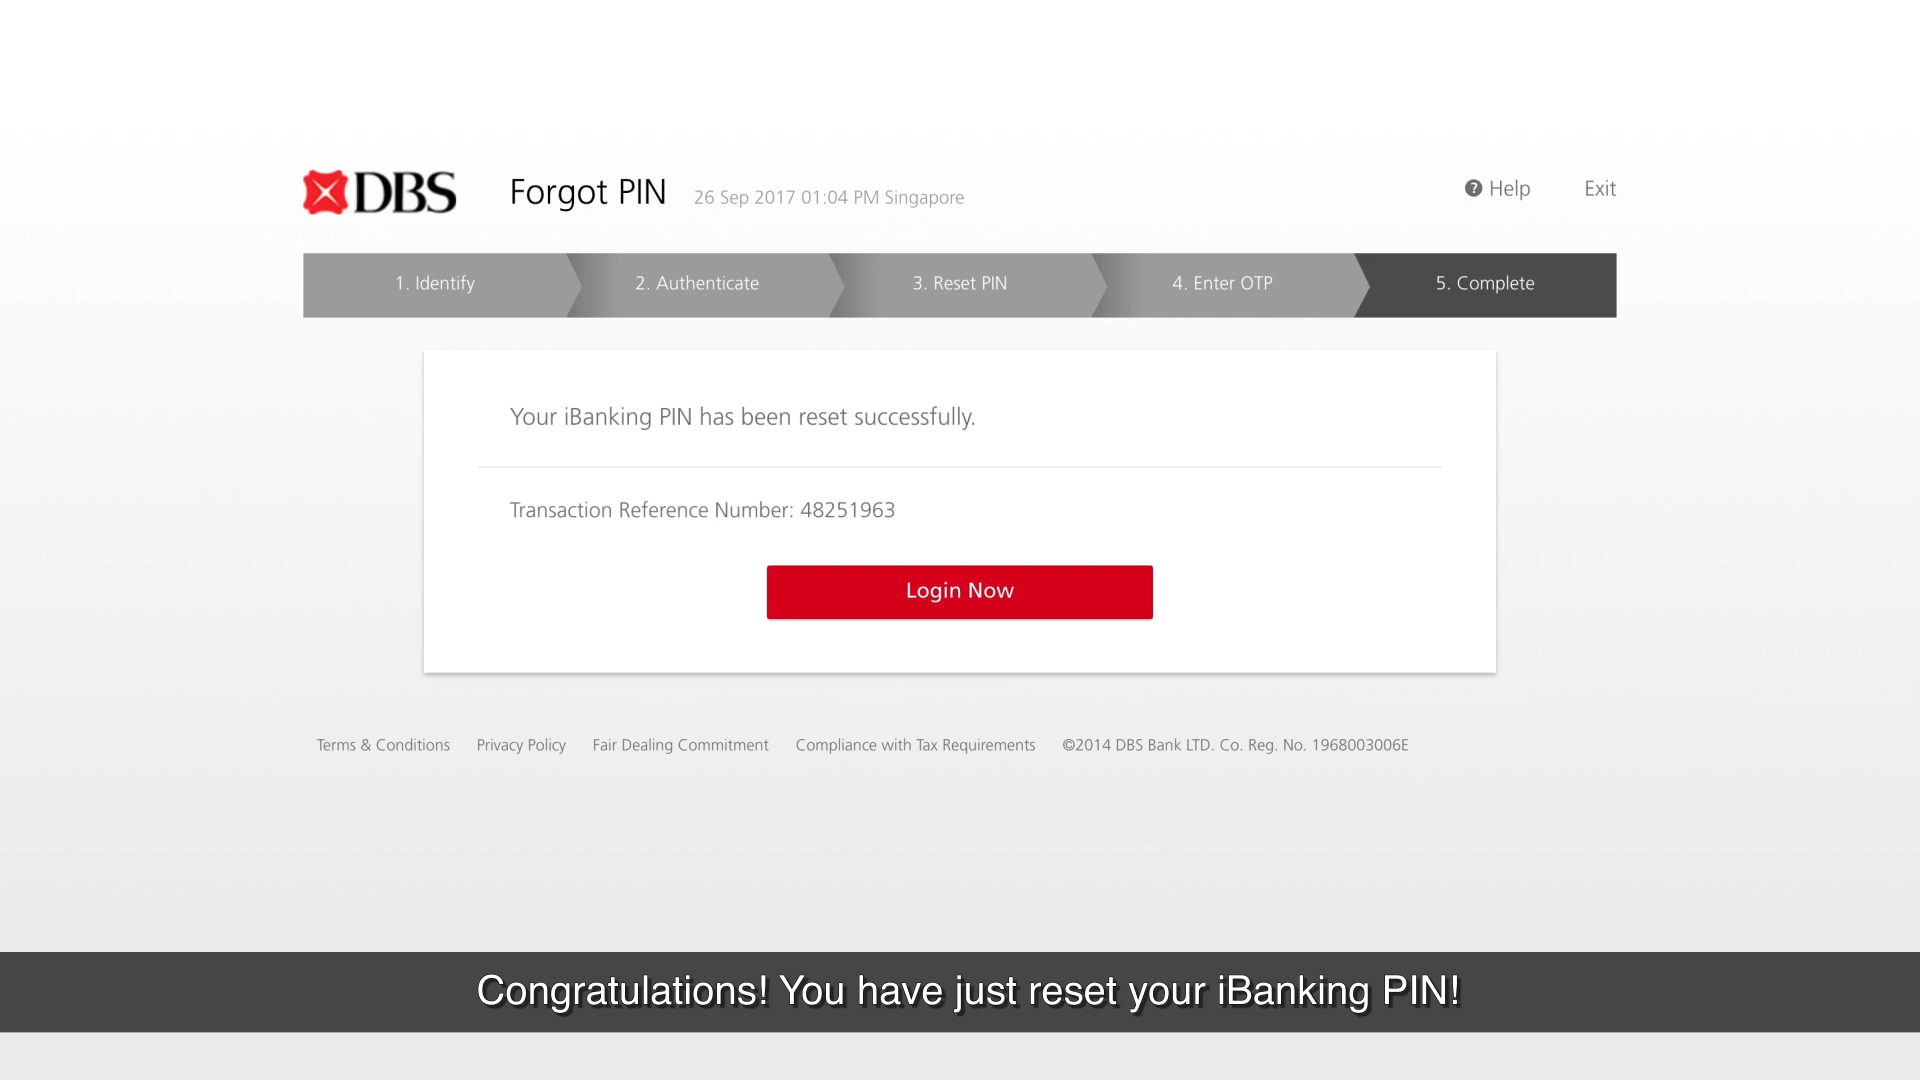 DBS
Forgot PIN
26 Sep 2017 01:04 PM Singapore
? Help
Exit
1. Identify
2. Authenticate
3. Reset PIN
4. Enter OTP
5. Complete
Your iBanking PIN has been reset successfully.
Transaction Reference Number: 48251963
Login Now
Terms & Conditions
Privacy Policy
Fair Dealing Commitment
Compliance with Tax Requirements
©2014 DBS Bank LTD. Co. Reg. No. 1968003006E
Congratulations! You have just reset your iBanking PIN!